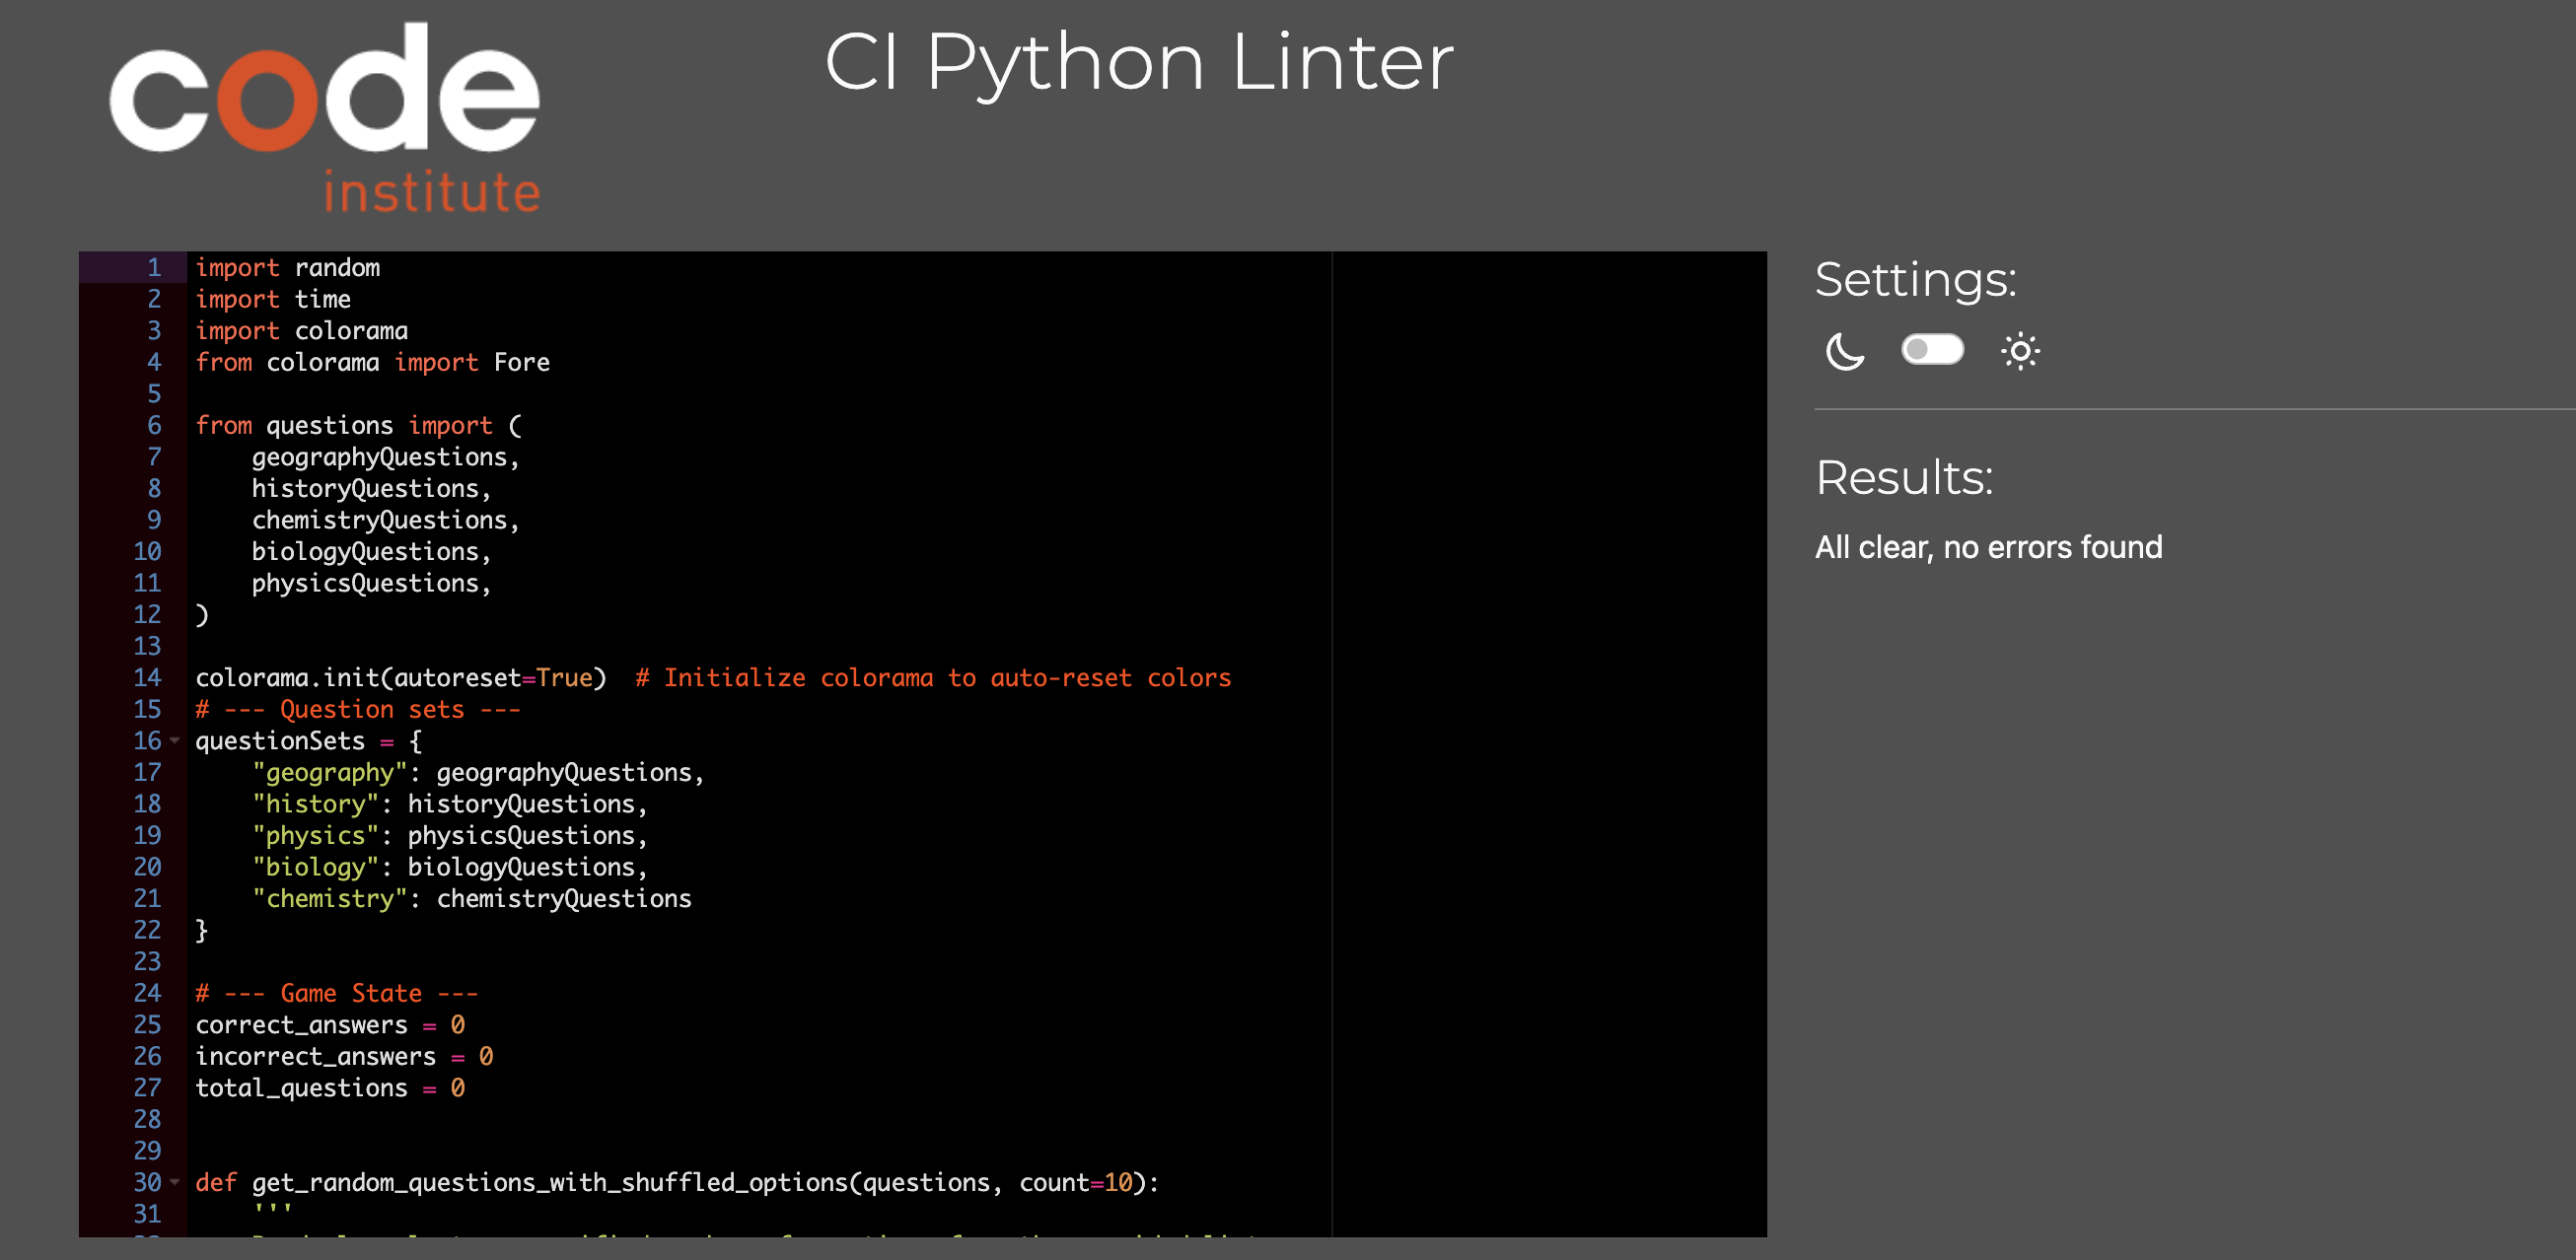 code
institute
CI Python Linter
1 import random
2 import time
3 import colorama
4 from colorama import Fore
5
6 from questions import (
7     geographyQuestions,
8     historyQuestions,
9     chemistryQuestions,
10     biologyQuestions,
11     physicsQuestions,
12 )
13
14 colorama.init(autoreset=True)  # Initialize colorama to auto-reset colors
15 # --- Question sets ---
16 questionSets = {
17     "geography": geographyQuestions,
18     "history": historyQuestions,
19     "physics": physicsQuestions,
20     "biology": biologyQuestions,
21     "chemistry": chemistryQuestions
22 }
23
24 # --- Game State ---
25 correct_answers = 0
26 incorrect_answers = 0
27 total_questions = 0
28
29
30 def get_random_questions_with_shuffled_options(questions, count=10):
31     '''
Settings:
Results:
All clear, no errors found